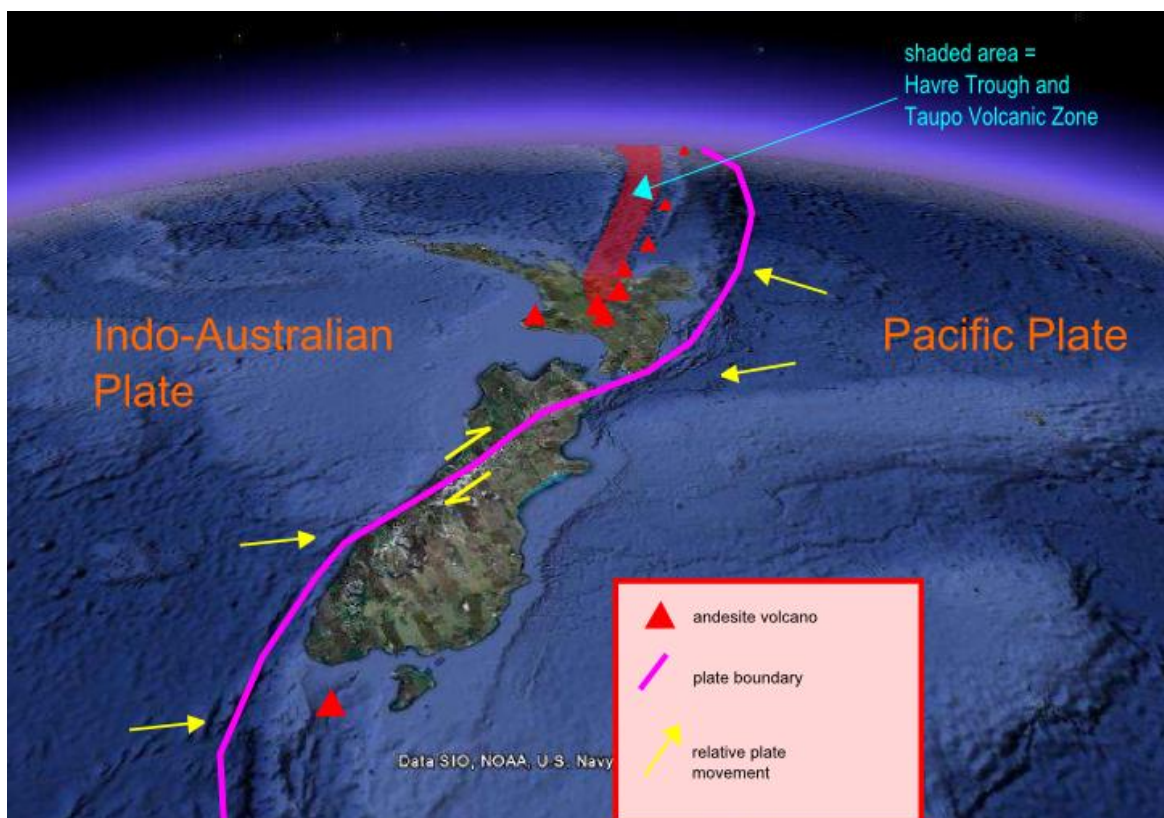 shaded area =
Havre Trough and
Taupo Volcanic Zone
Indo-Australian
Plate
Pacific Plate
andesite volcano
plate boundary
relative plate
movement
Data SIO, NOAA, U.S. Navy